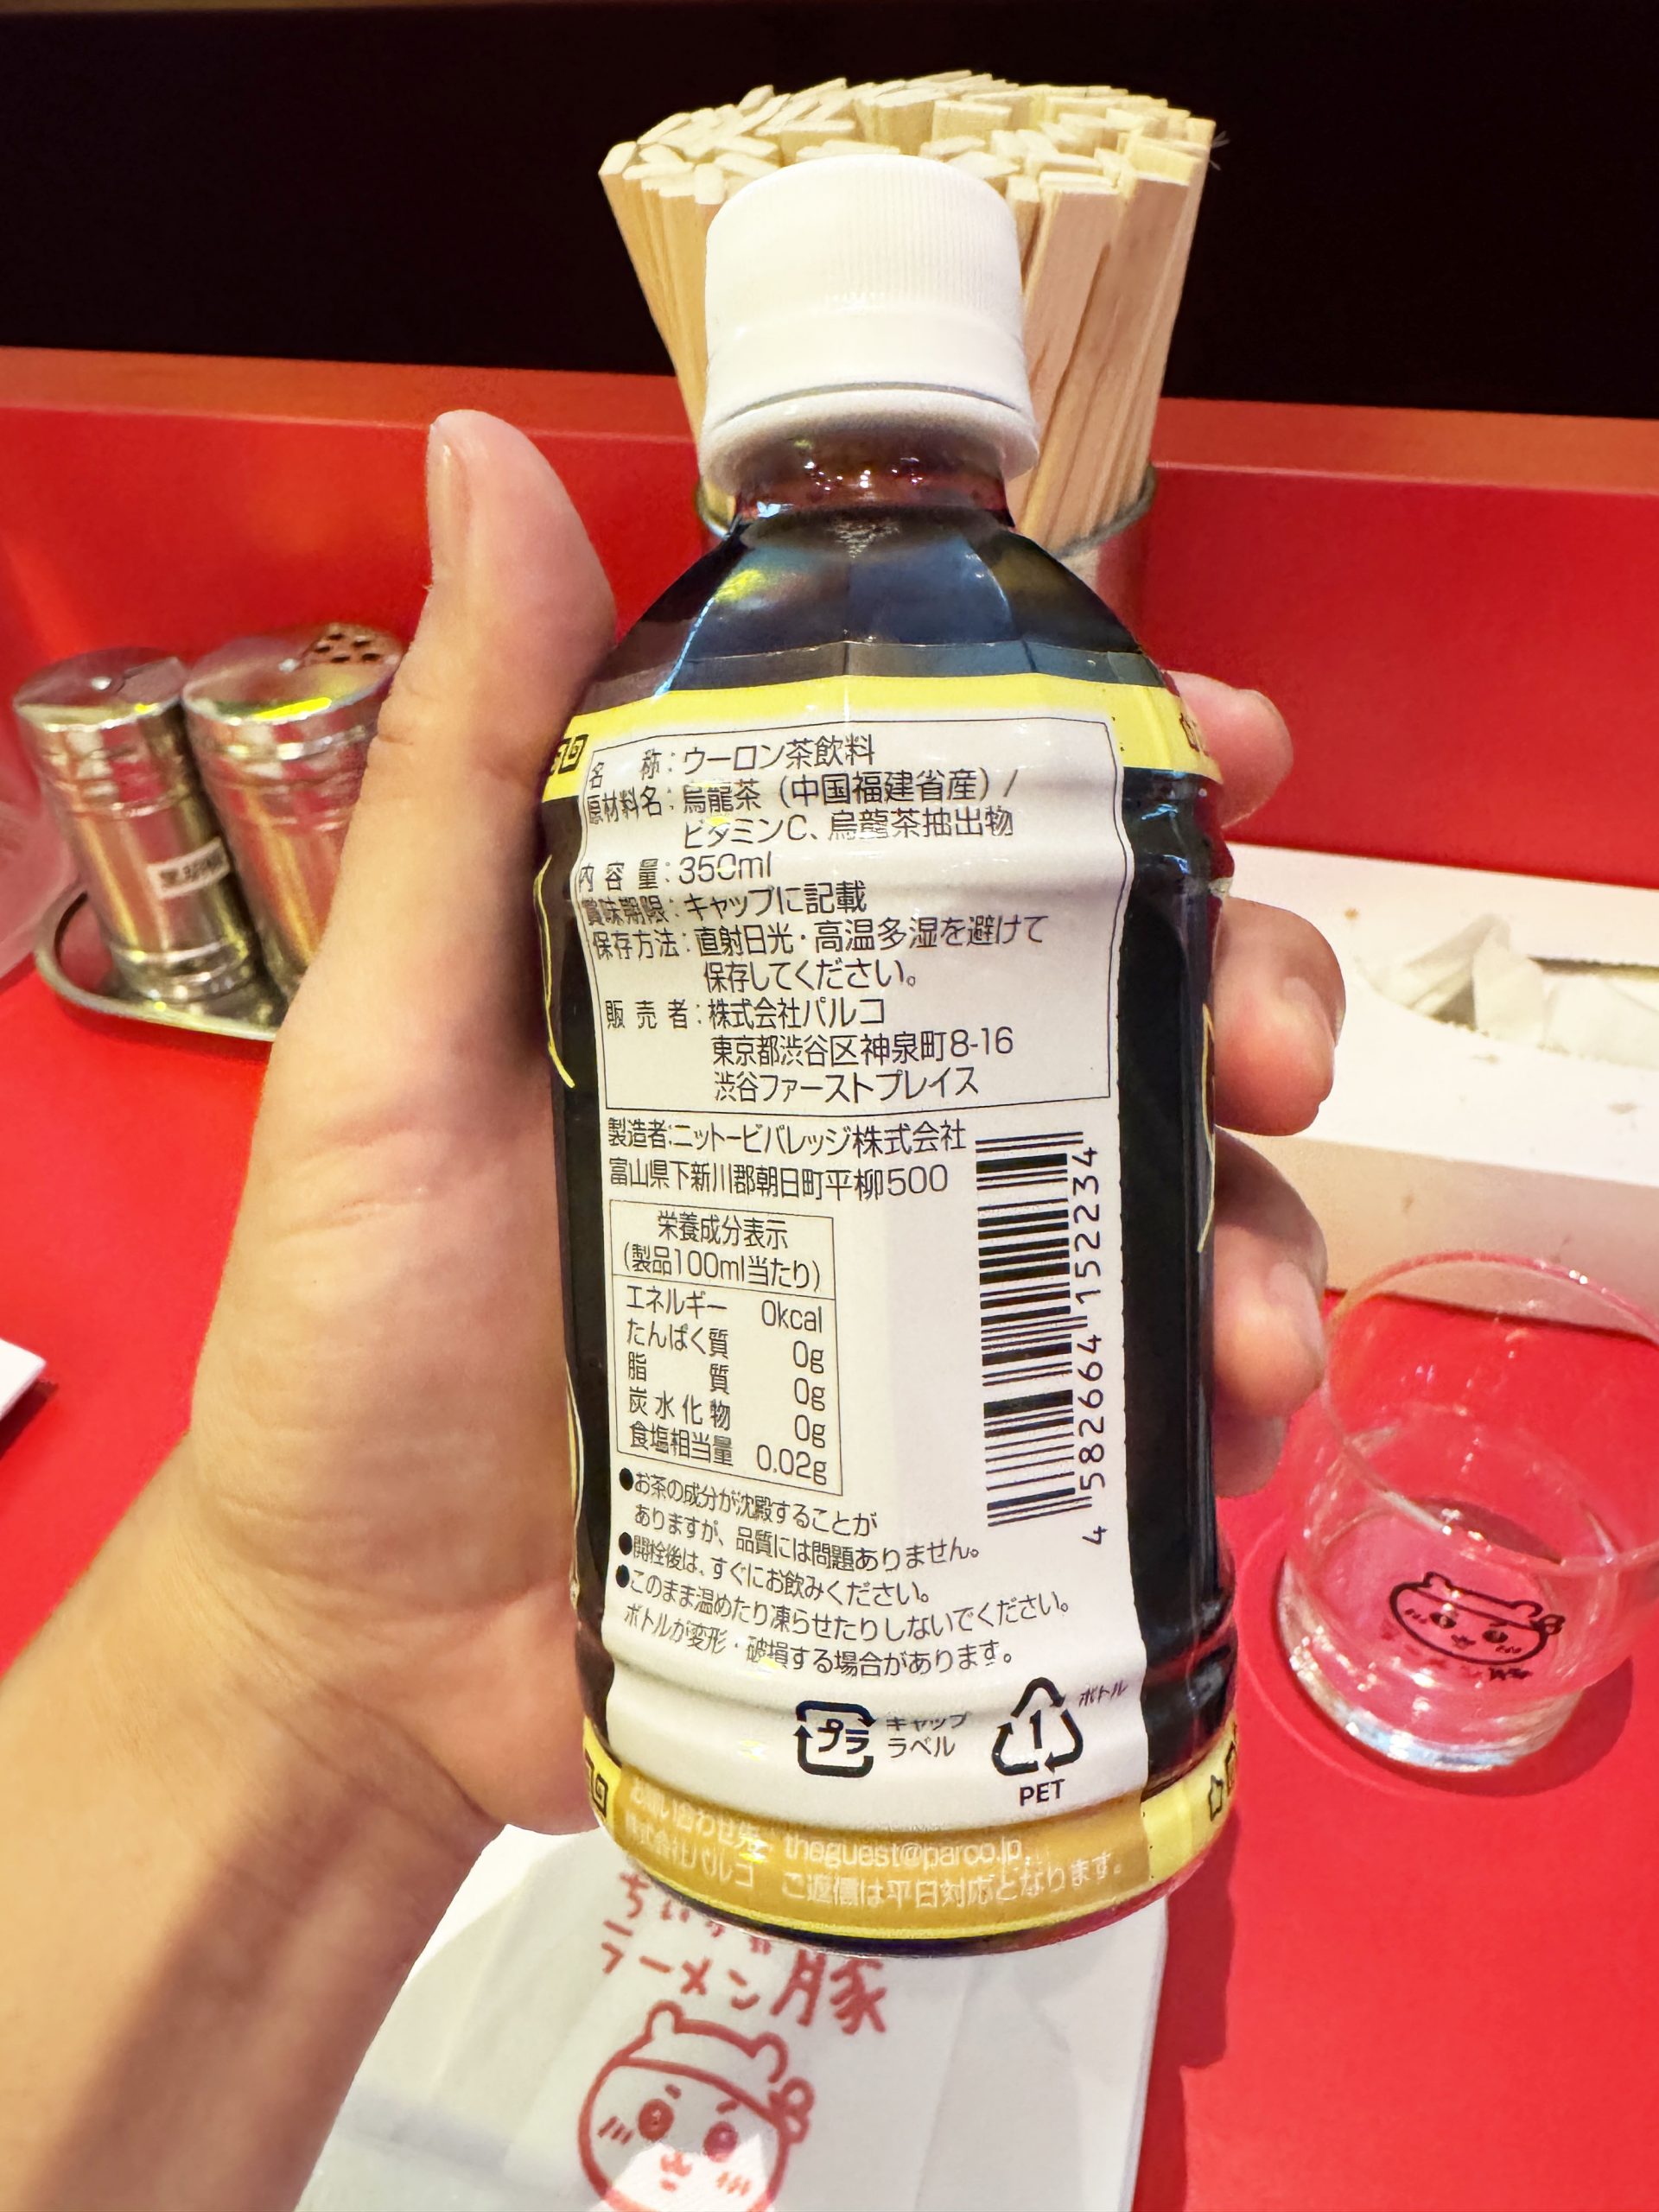 名　称：ウーロン茶飲料
原材料名：烏龍茶（中国福建省産）/
ビタミンC、烏龍茶抽出物
内容量：350ml
賞味期限：キャップに記載
保存方法：直射日光・高温多湿を避けて
保存してください。
販売者：株式会社パルコ
東京都渋谷区神泉町8-16
渋谷ファーストプレイス
製造者:ニットービバレッジ株式会社
富山県下新川郡朝日町平柳500
栄養成分表示
(製品100ml当たり)
エネルギー 0kcal
たんぱく質 0g
脂質 0g
炭水化物 0g
食塩相当量 0.02g
4 582664 152234
●お茶の成分が沈殿することが
ありますが、品質には問題ありません。
●開栓後は、すぐにお飲みください。
●このまま温めたり凍らせたりしないでください。
ボトルが変形・破損する場合があります。
プラ
キャップ
ラベル
1
ボトル
PET
お問い合わせ先 theguest@parco.jp
株式会社パルコ ご返信は平日対応となります。
ラーメン豚